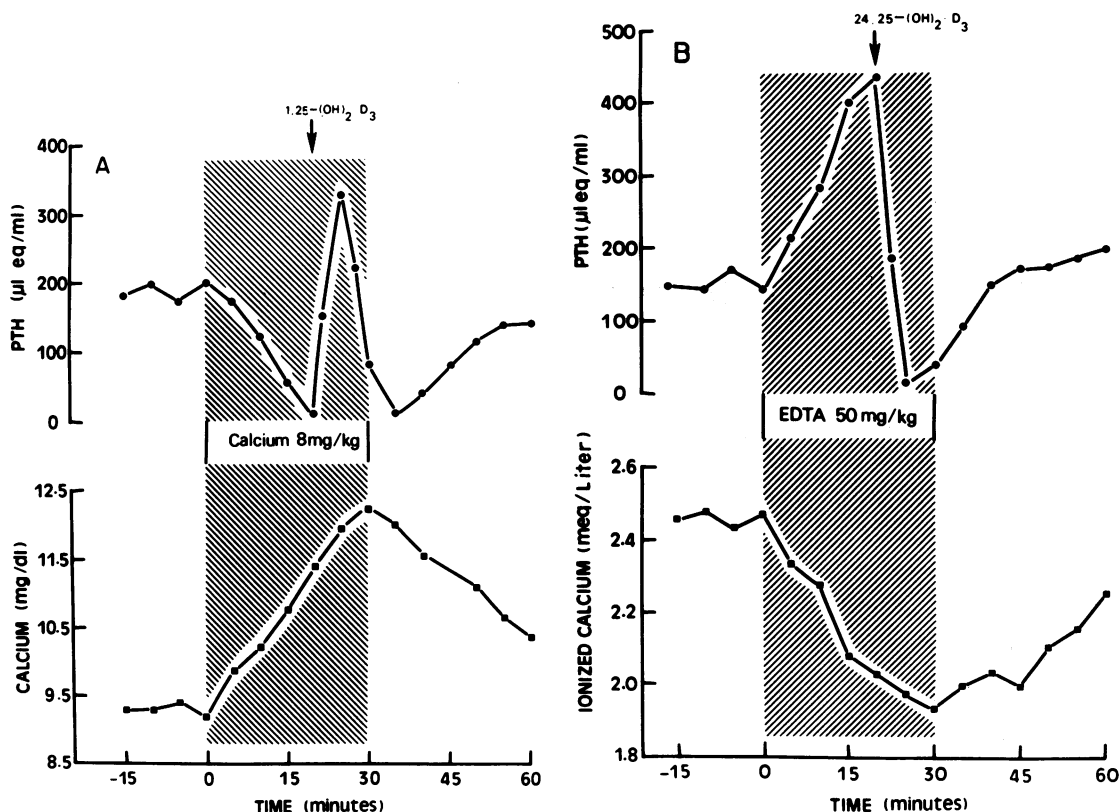 A
1.25-(OH)2 D3
PTH (µl eq/ml)
400
300
200
100
0
Calcium 8mg/kg
CALCIUM (mg/dl)
12.5
11.5
10.5
9.5
8.5
-15 0 15 30 45 60
TIME (minutes)
B
24.25-(OH)2 D3
PTH (µl eq/ml)
500
400
300
200
100
0
EDTA 50 mg/kg
IONIZED CALCIUM (meq/Liter)
2.6
2.4
2.2
2.0
1.8
-15 0 15 30 45 60
TIME (minutes)